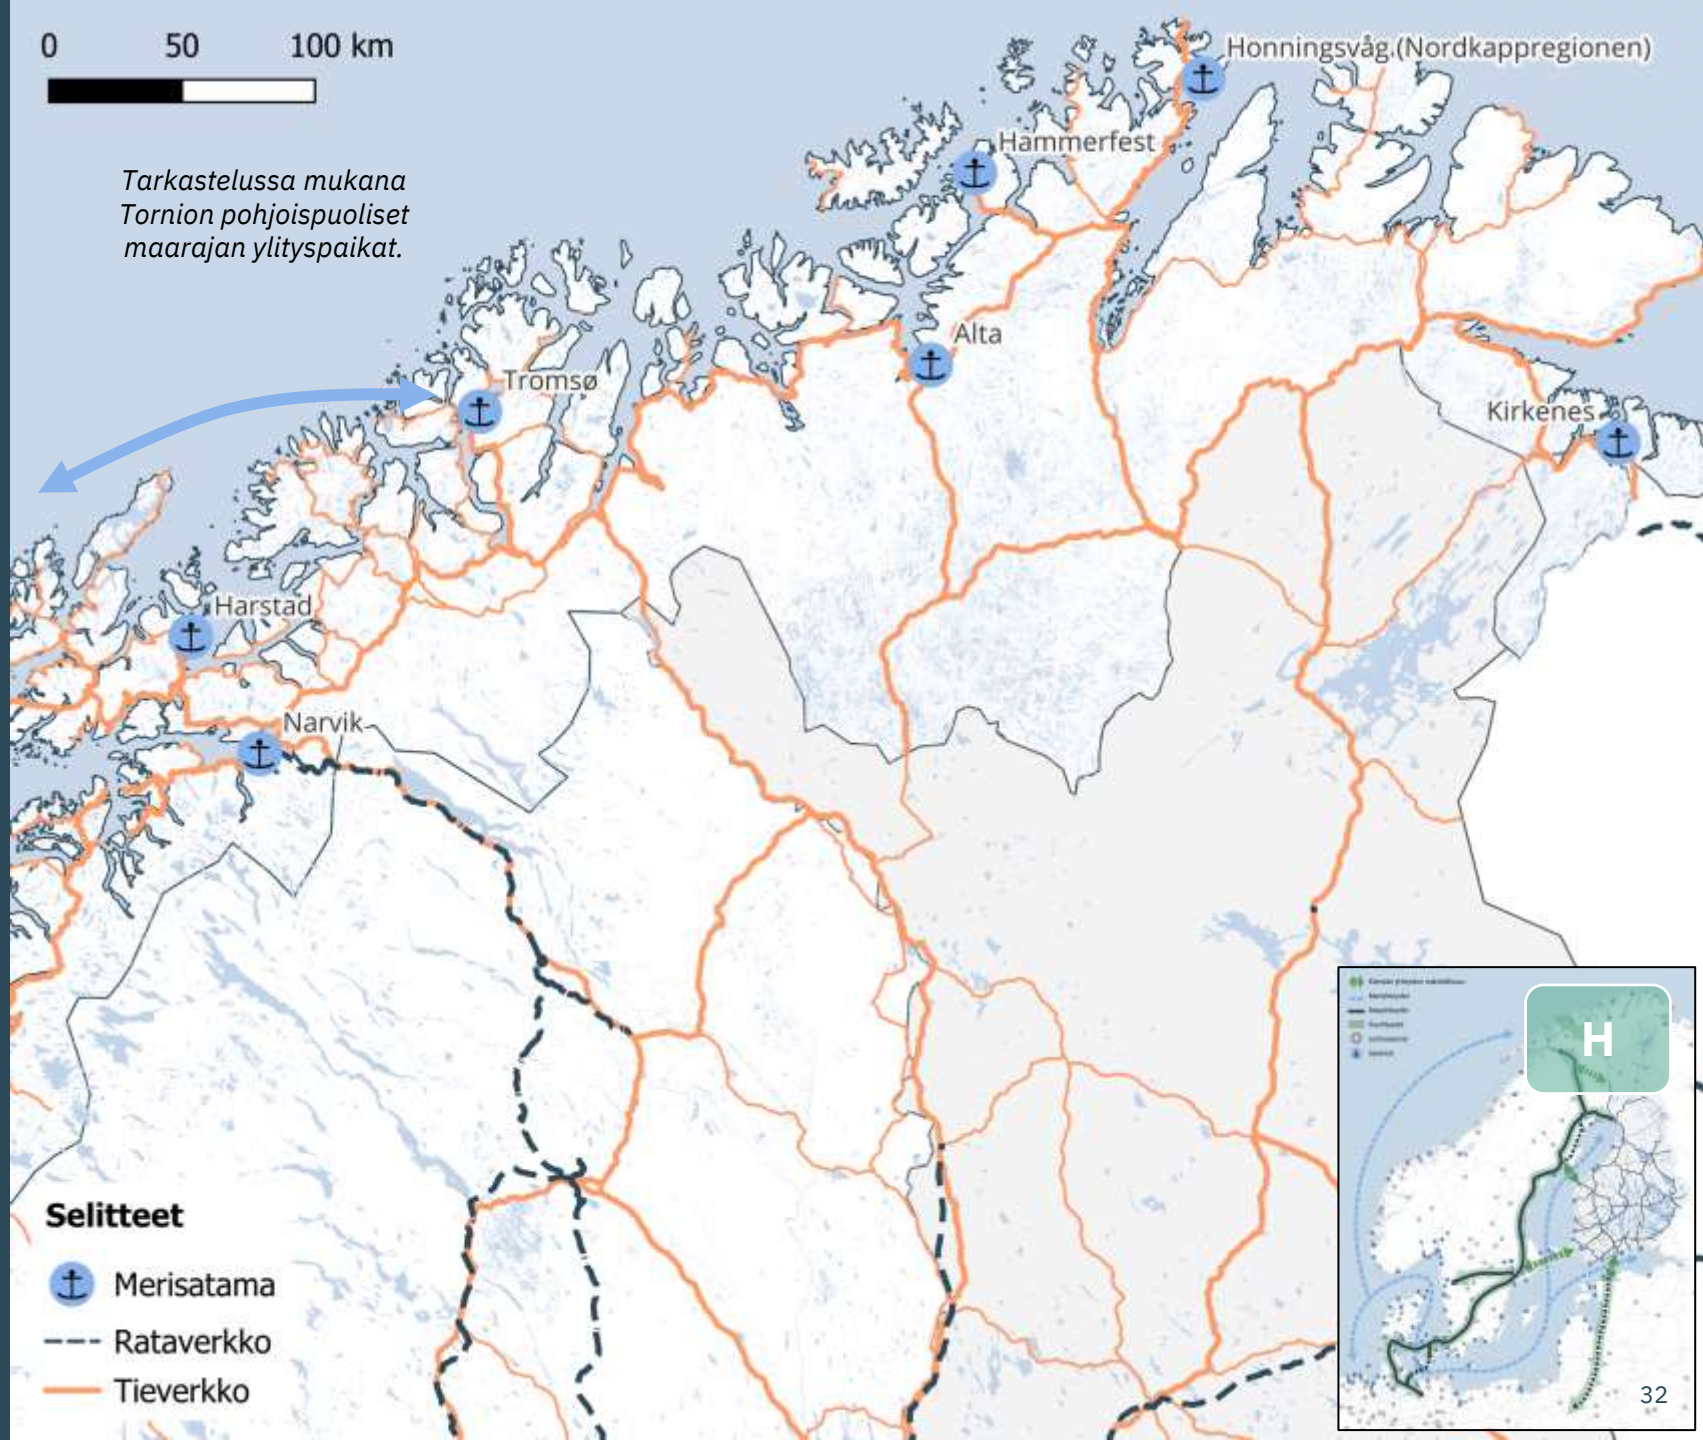 0 50 100 km
Tarkastelussa mukana
Tornion pohjoispuoliset
maarajan ylityspaikat.
Honningsvåg (Nordkappregionen)
Hammerfest
Alta
Tromsø
Kirkenes
Harstad
Narvik
Selitteet
Merisatama
Rataverkko
Tieverkko
H
32